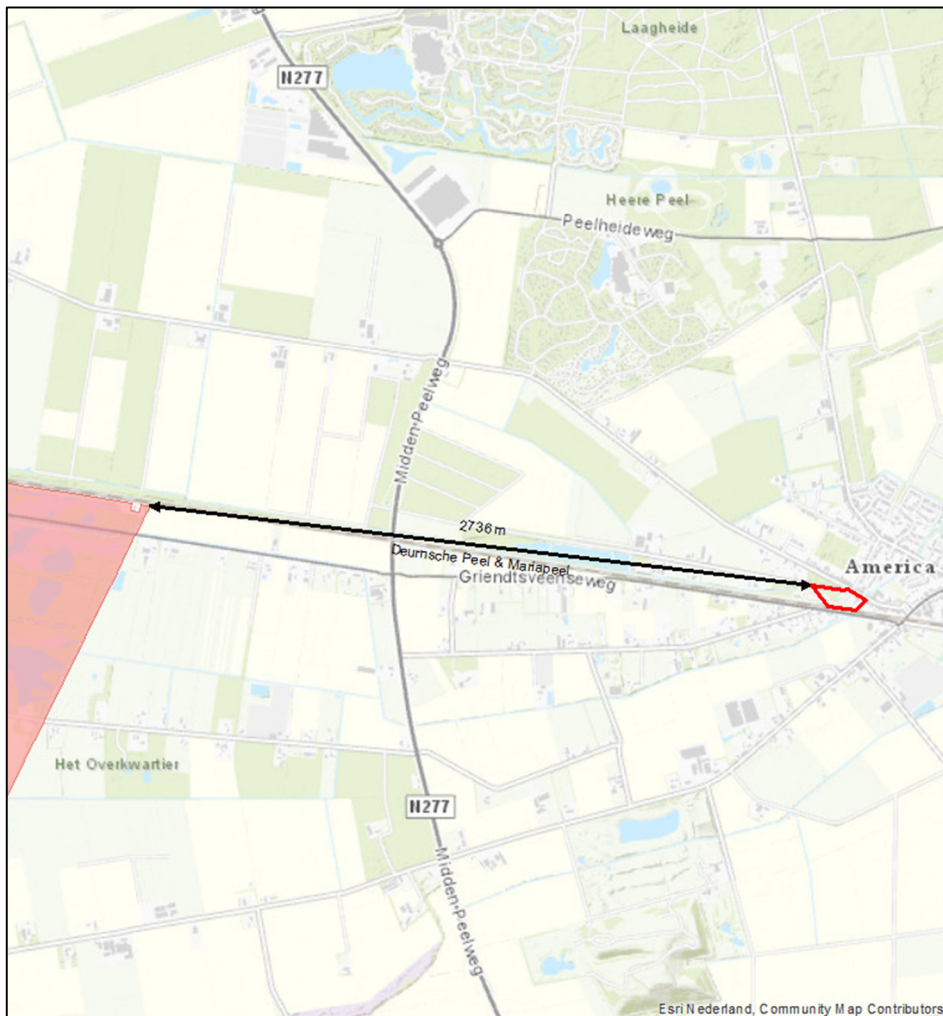 Laagheide
N277
Heere Peel
Peelheideweg
Midden-Peelweg
2736 m
Deurnsche Peel & Mariapeel
Griendtsveenseweg
America
Het Overkwartier
N277
Midden-Peelweg
Esri Nederland, Community Map Contributors